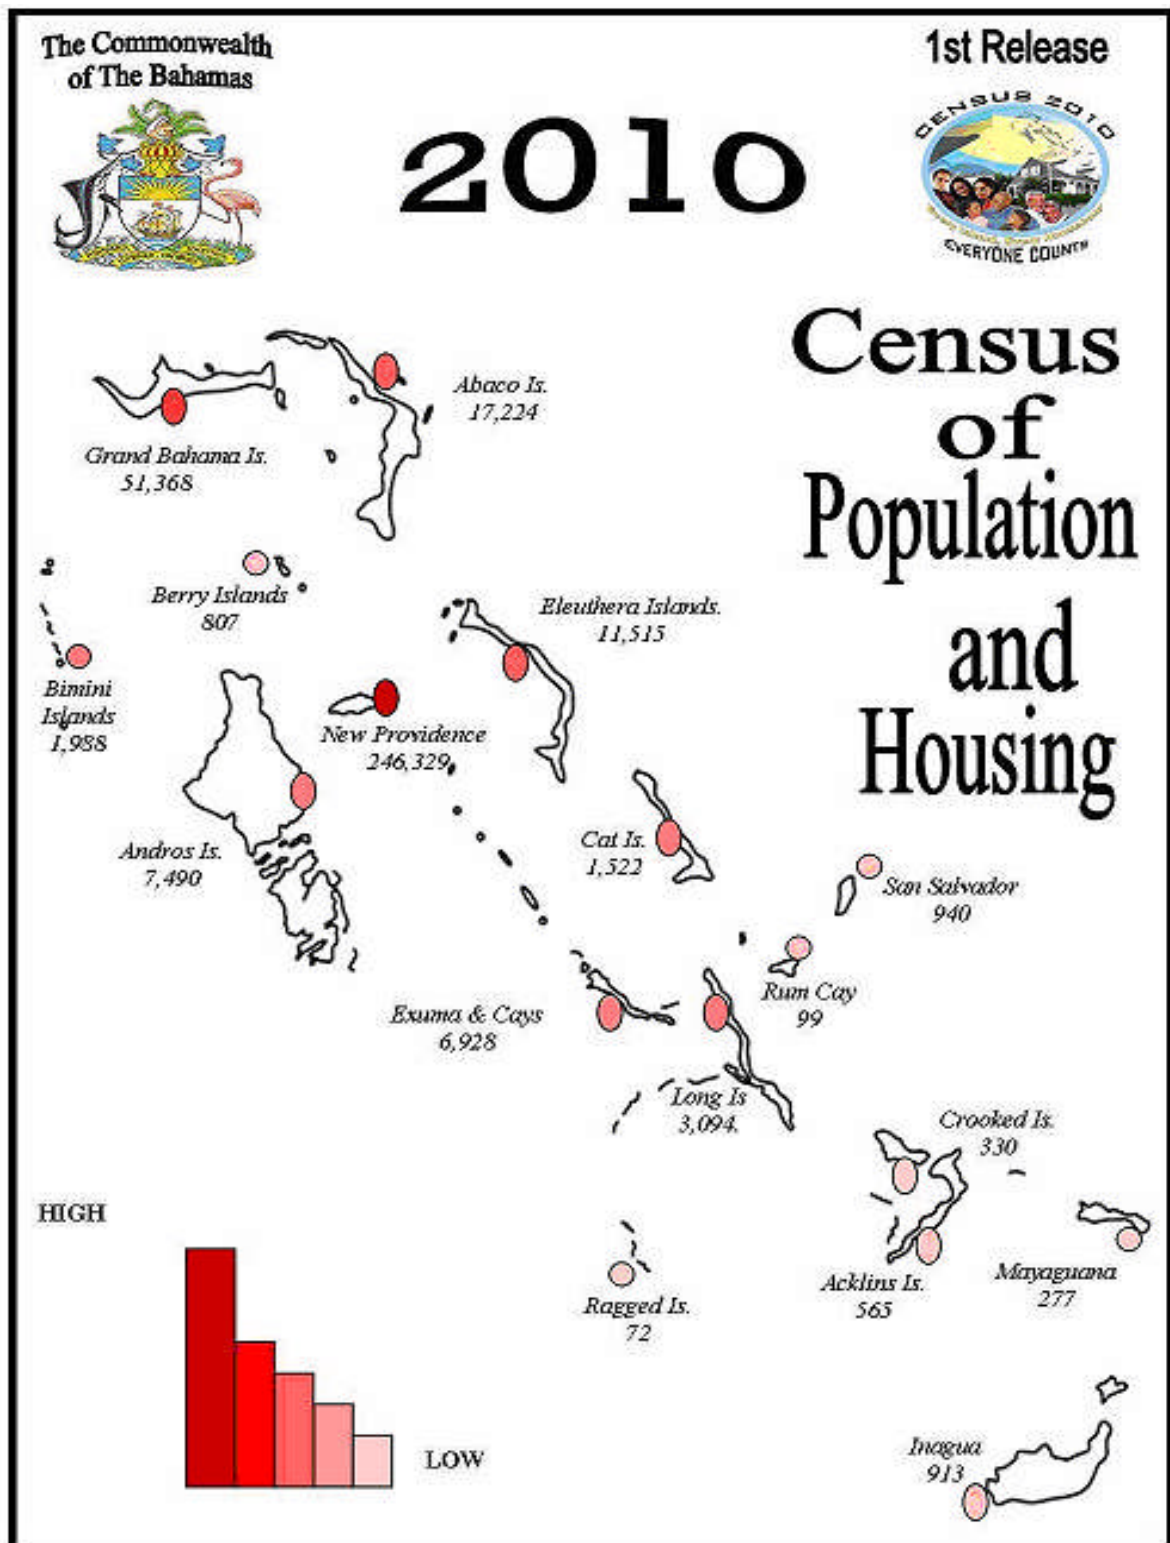 The Commonwealth
of The Bahamas
1st Release
CENSUS 2010
EVERYONE COUNTS
2010
Census
of
Population
and
Housing
Abaco Is.
17,224
Grand Bahama Is.
51,368
Berry Islands
807
Eleuthera Islands.
11,515
Bimini
Islands
1,988
New Providence
246,329
Andros Is.
7,490
Cat Is.
1,522
San Salvador
940
Rum Cay
99
Exuma & Cays
6,928
Long Is
3,094.
Crooked Is.
330
Acklins Is.
565
Mayaguana
277
Ragged Is.
72
Inagua
913
HIGH
LOW